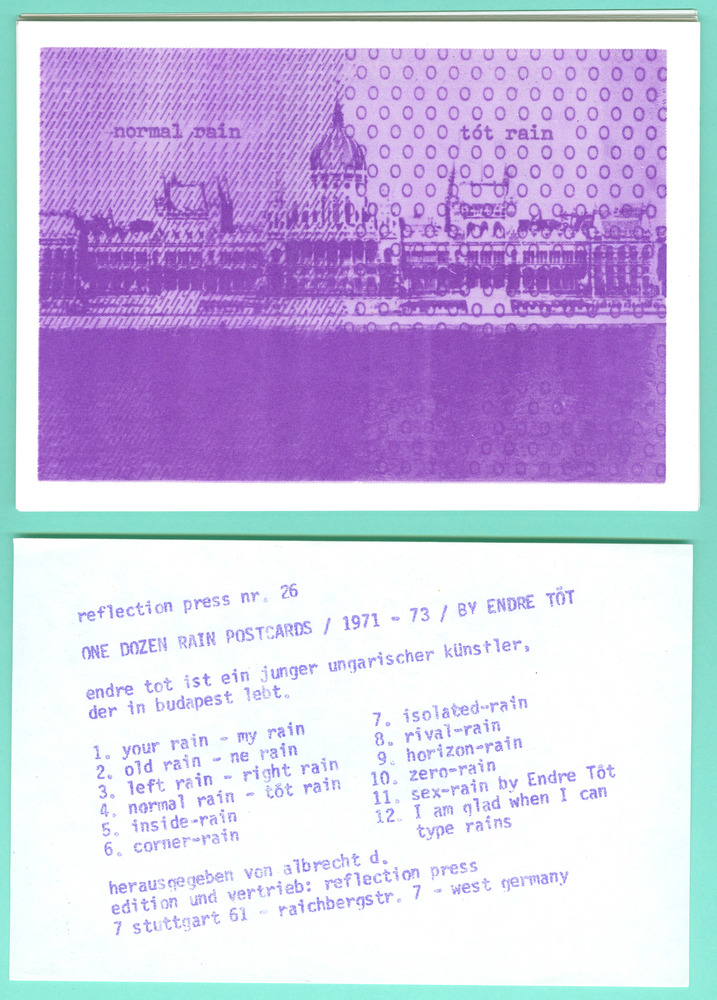 normal rain
tót rain
reflection press nr. 26
ONE DOZEN RAIN POSTCARDS / 1971 - 73 / BY ENDRE TÓT
endre tot ist ein junger ungarischer künstler,
der in budapest lebt.
1. your rain - my rain
2. old rain - ne rain
3. left rain - right rain
4. normal rain - tót rain
5. inside-rain
6. corner-rain
7. isolated-rain
8. rival-rain
9. horizon-rain
10. zero-rain
11. sex-rain by Endre Tót
12. I am glad when I can
type rains
herausgegeben von albrecht d.
edition und vertrieb: reflection press
7 stuttgart 61 - raichbergstr. 7 - west germany